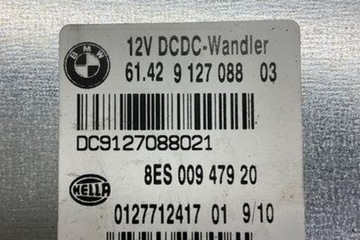 BMW
12V DCDC-Wandler
61.42 9 127 088 03
DC9127088021
8ES 009 479 20
HELLA
0127712417 01 9/10